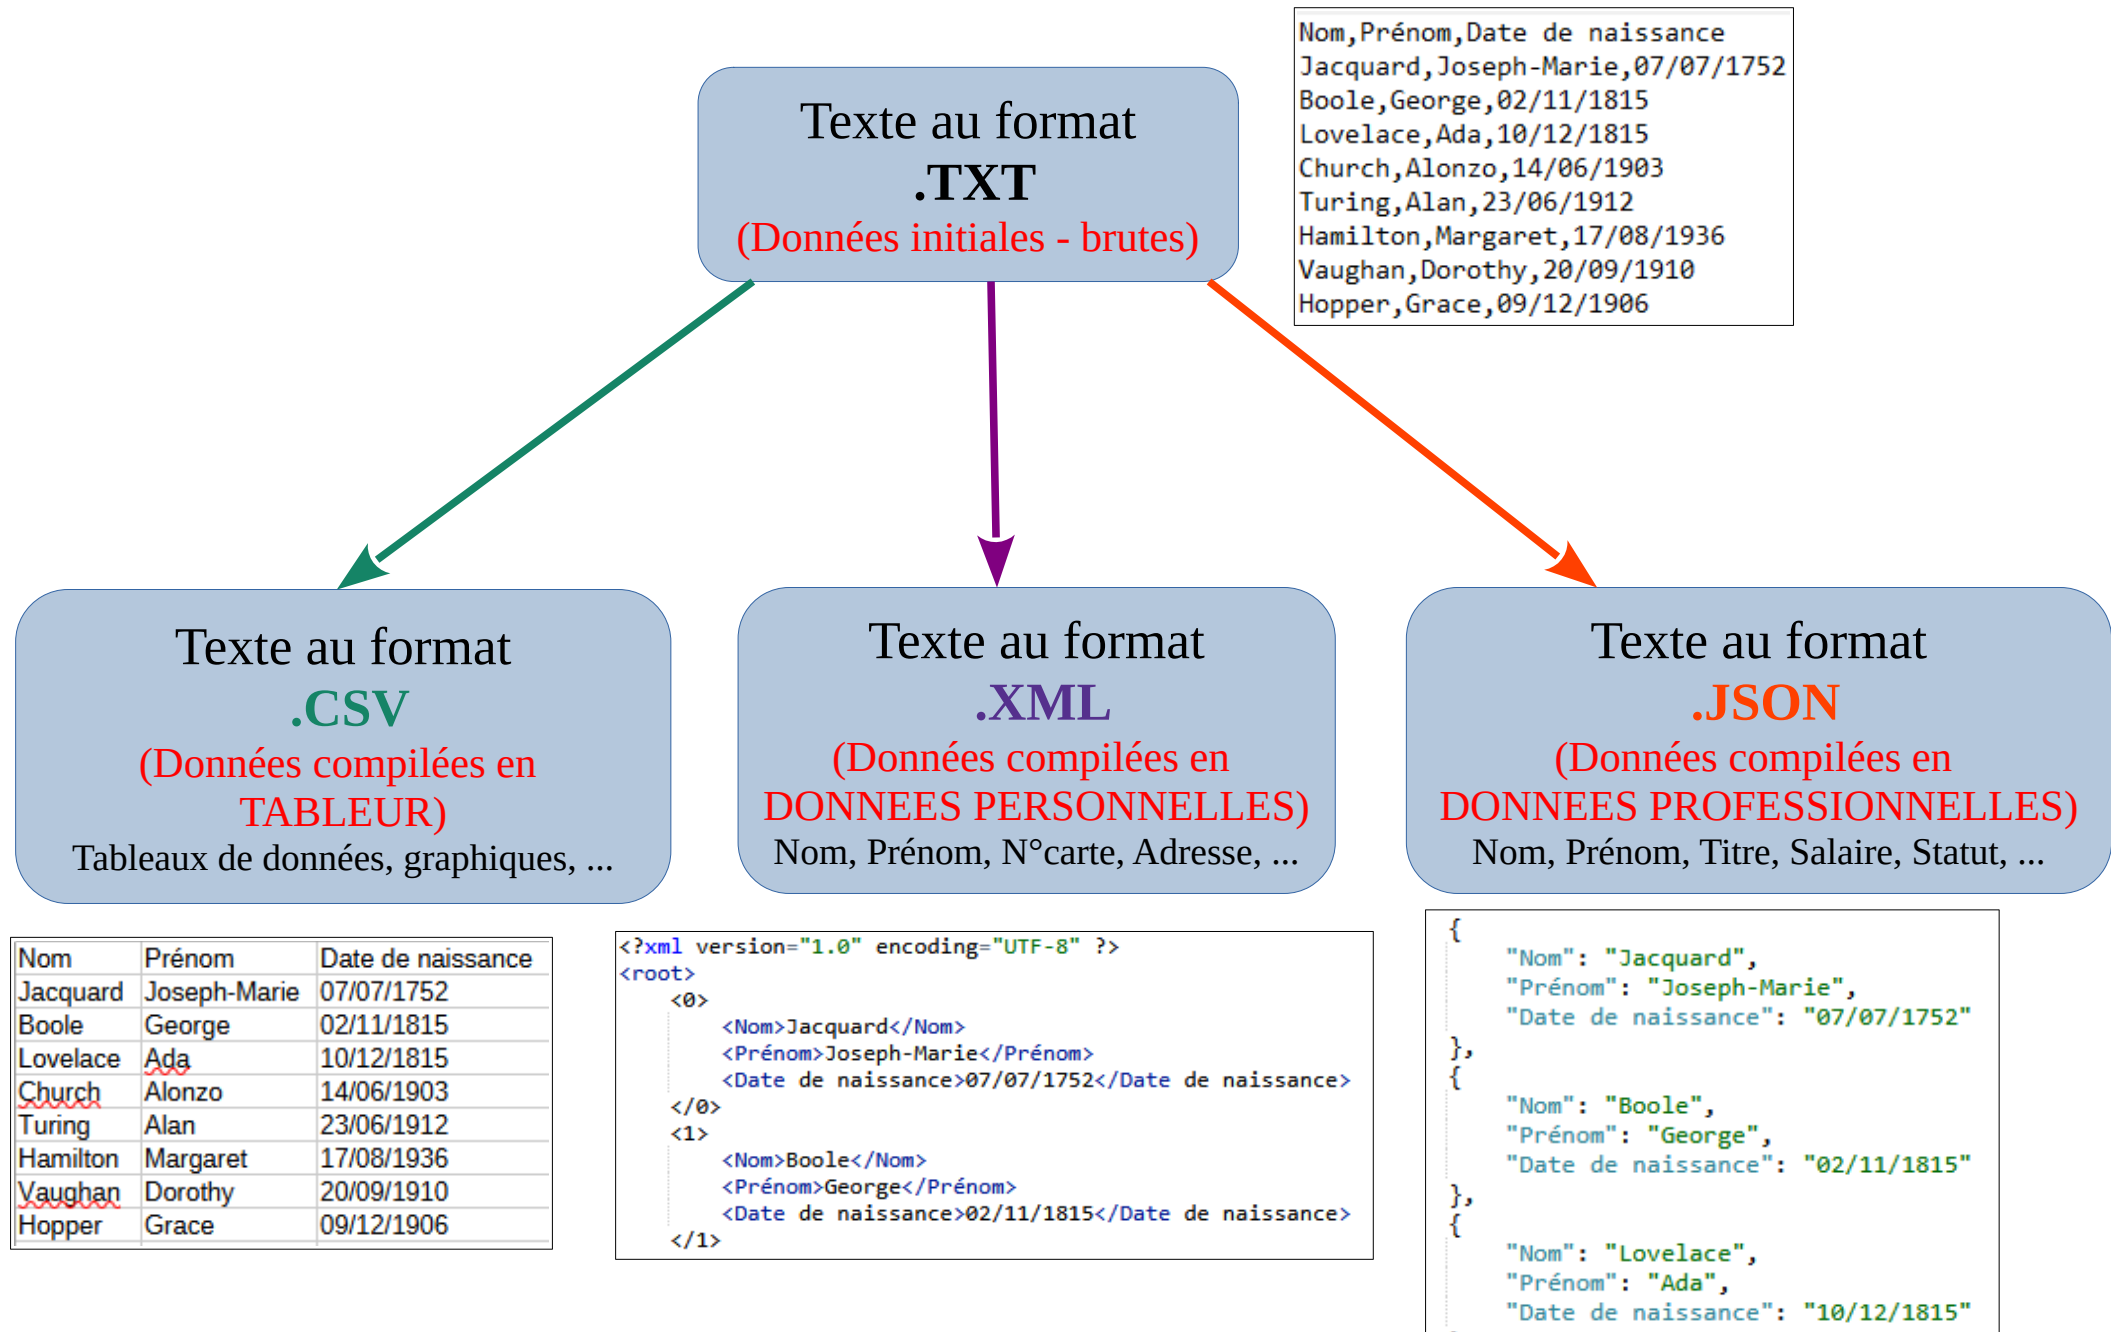 Texte au format
.TXT
(Données initiales - brutes)
Nom,Prénom,Date de naissance
Jacquard,Joseph-Marie,07/07/1752
Boole,George,02/11/1815
Lovelace,Ada,10/12/1815
Church,Alonzo,14/06/1903
Turing,Alan,23/06/1912
Hamilton,Margaret,17/08/1936
Vaughan,Dorothy,20/09/1910
Hopper,Grace,09/12/1906
Texte au format
.CSV
(Données compilées en
TABLEUR)
Tableaux de données, graphiques, ...
Texte au format
.XML
(Données compilées en
DONNEES PERSONNELLES)
Nom, Prénom, N°carte, Adresse, ...
Texte au format
.JSON
(Données compilées en
DONNEES PROFESSIONNELLES)
Nom, Prénom, Titre, Salaire, Statut, ...
Nom Prénom Date de naissance
Jacquard Joseph-Marie 07/07/1752
Boole George 02/11/1815
Lovelace Ada 10/12/1815
Church Alonzo 14/06/1903
Turing Alan 23/06/1912
Hamilton Margaret 17/08/1936
Vaughan Dorothy 20/09/1910
Hopper Grace 09/12/1906
<?xml version="1.0" encoding="UTF-8" ?>
<root>
<0>
<Nom>Jacquard</Nom>
<Prénom>Joseph-Marie</Prénom>
<Date de naissance>07/07/1752</Date de naissance>
</0>
<1>
<Nom>Boole</Nom>
<Prénom>George</Prénom>
<Date de naissance>02/11/1815</Date de naissance>
</1>
{
"Nom": "Jacquard",
"Prénom": "Joseph-Marie",
"Date de naissance": "07/07/1752"
},
{
"Nom": "Boole",
"Prénom": "George",
"Date de naissance": "02/11/1815"
},
{
"Nom": "Lovelace",
"Prénom": "Ada",
"Date de naissance": "10/12/1815"